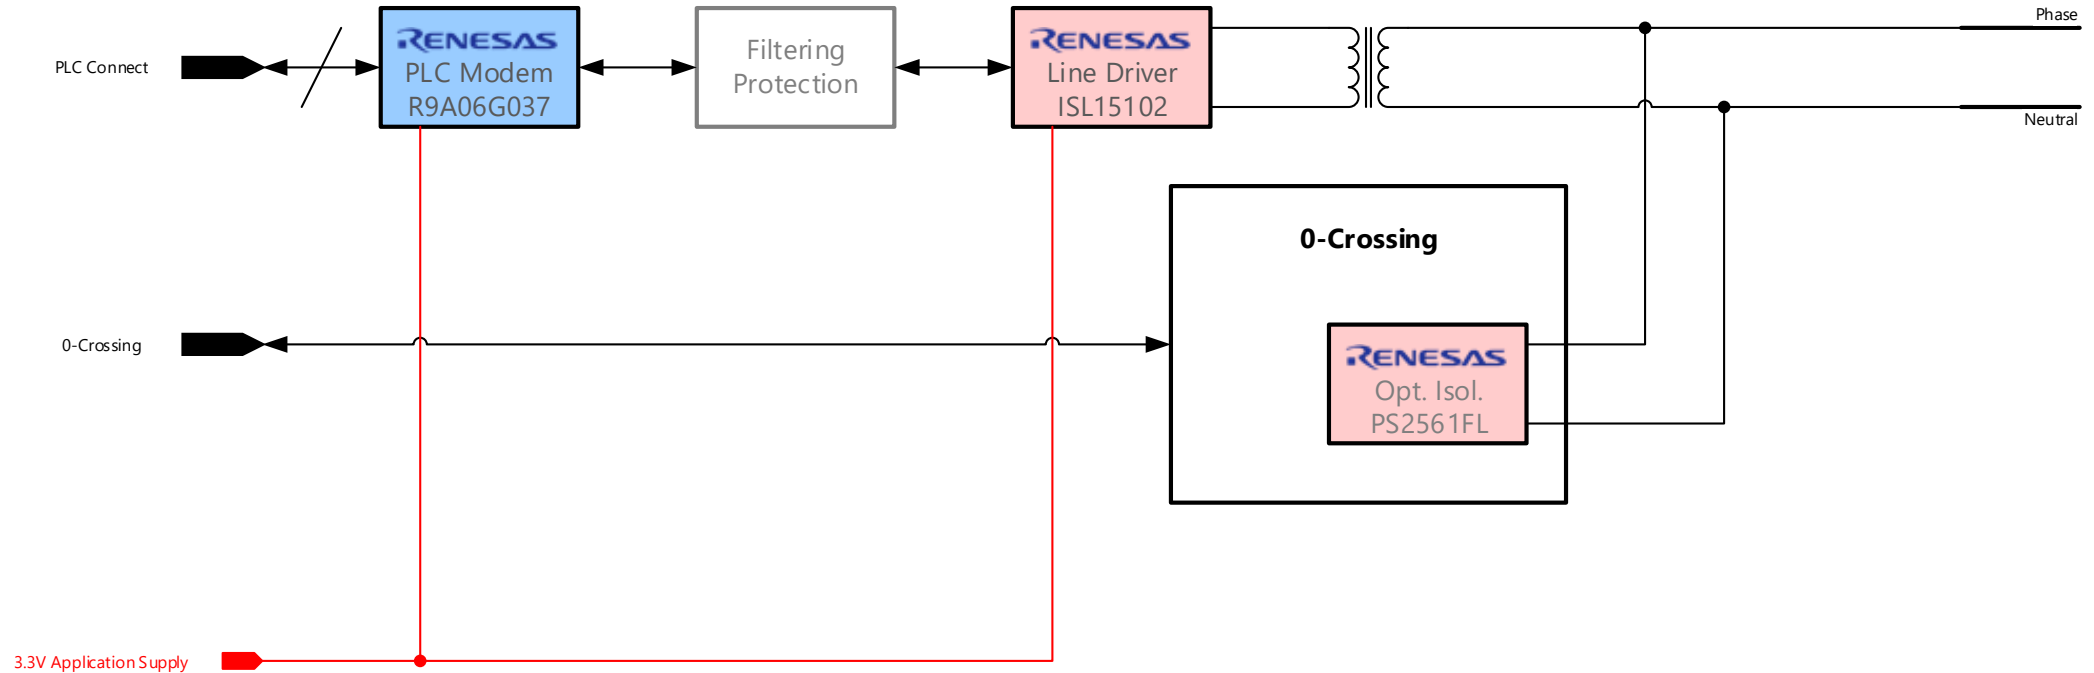 Phase
PLC Connect
RENESAS
PLC Modem
R9A06G037
Filtering
Protection
RENESAS
Line Driver
ISL15102
Neutral
0-Crossing
0-Crossing
RENESAS
Opt. Isol.
PS2561FL
3.3V Application Supply